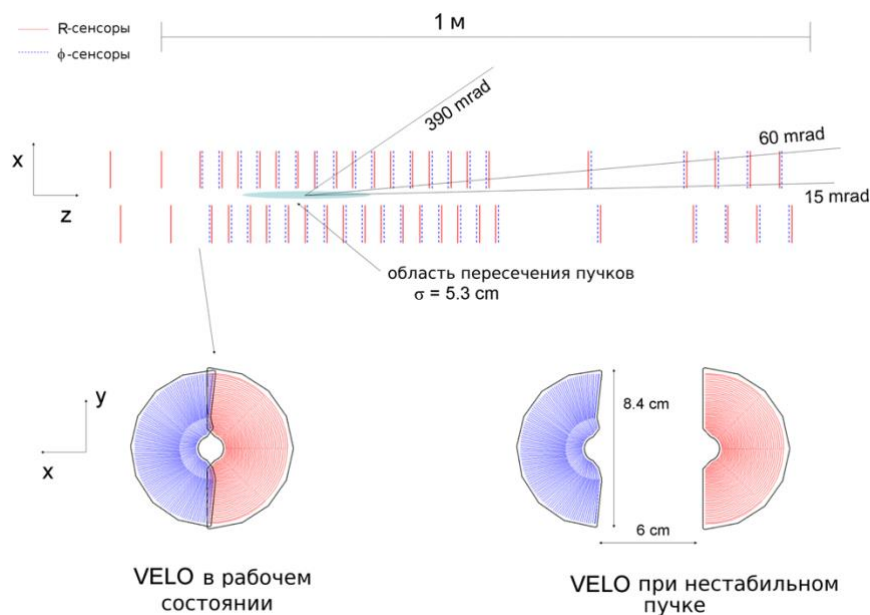 R-сенсоры
ϕ-сенсоры
1 м
390 mrad
60 mrad
15 mrad
x
z
область пересечения пучков
σ = 5.3 cm
y
x
8.4 cm
6 cm
VELO в рабочем
состоянии
VELO при нестабильном
пучке